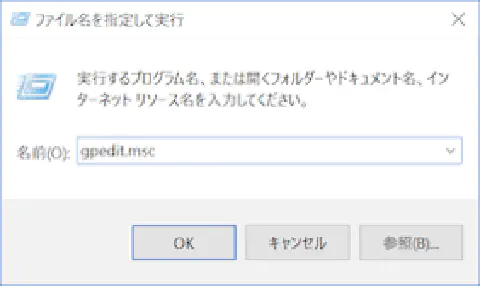 ファイル名を指定して実行
実行するプログラム名、または開くフォルダーやドキュメント名、イン
ターネット リソース名を入力してください。
名前(O): gpedit.msc
OK キャンセル 参照(B)...